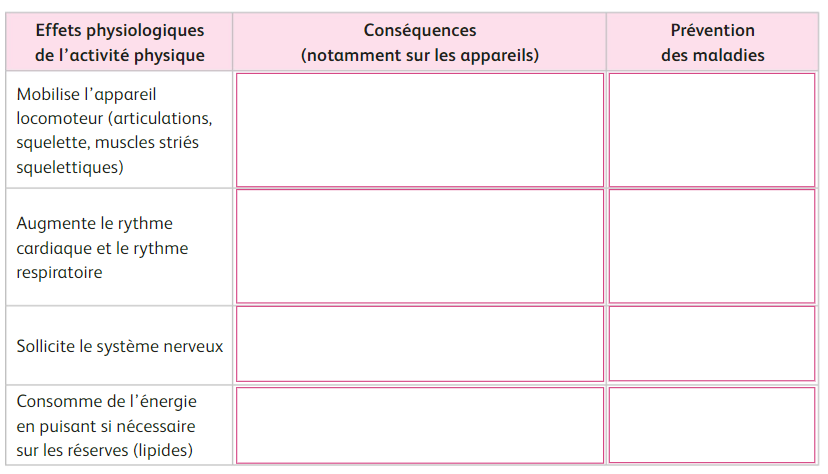 Effets physiologiques
de l’activité physique
Conséquences
(notamment sur les appareils)
Prévention
des maladies
Mobilise l’appareil
locomoteur (articulations,
squelette, muscles striés
squelettiques)
Augmente le rythme
cardiaque et le rythme
respiratoire
Sollicite le système nerveux
Consomme de l’énergie
en puisant si nécessaire
sur les réserves (lipides)